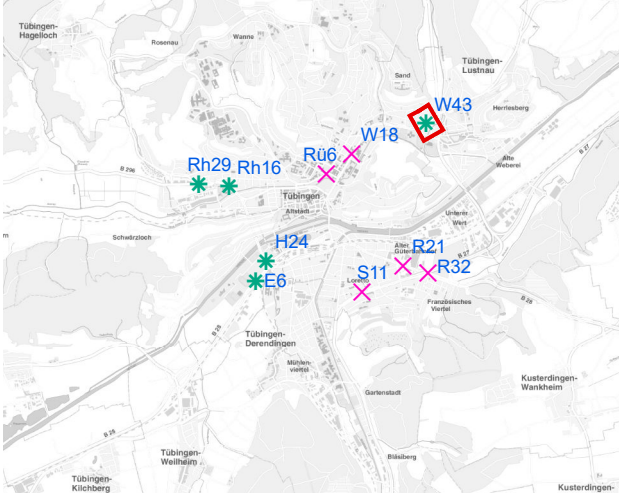 Tübingen-
Hagelloch
Rosenau
Wanne
Tübingen-
Lustnau
Sand
W43
Herrlesberg
W18
Rü6
B 296
Rh29
Rh16
Alte
Weberei
B 27
Tübingen
Altstadt
Unterer
Wert
Schwärzloch
H24
Alter
Güterbahnhof
R21
B 27
E6
S11
Loretto
R32
B 28
Französisches
Viertel
B 28
Tübingen-
Derendingen
Mühlen-
viertel
Gartenstadt
Kusterdingen-
Wankheim
B 28
Tübingen-
Weilheim
Bläsiberg
Tübingen-
Kilchberg
Kusterdingen-